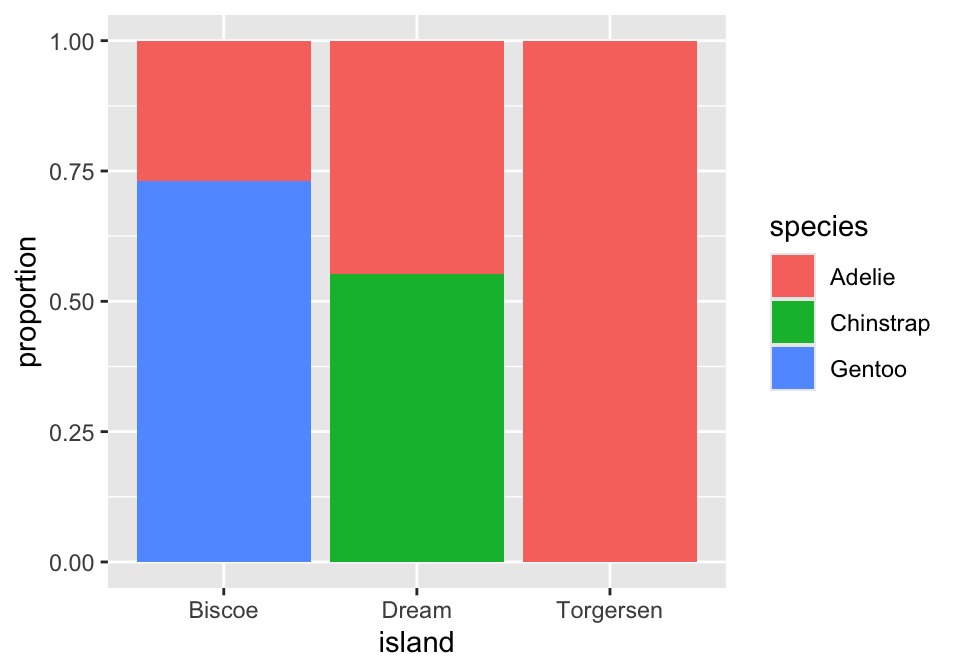 1.00
0.75
0.50
0.25
0.00
proportion
Biscoe Dream Torgersen
island
species
Adelie
Chinstrap
Gentoo